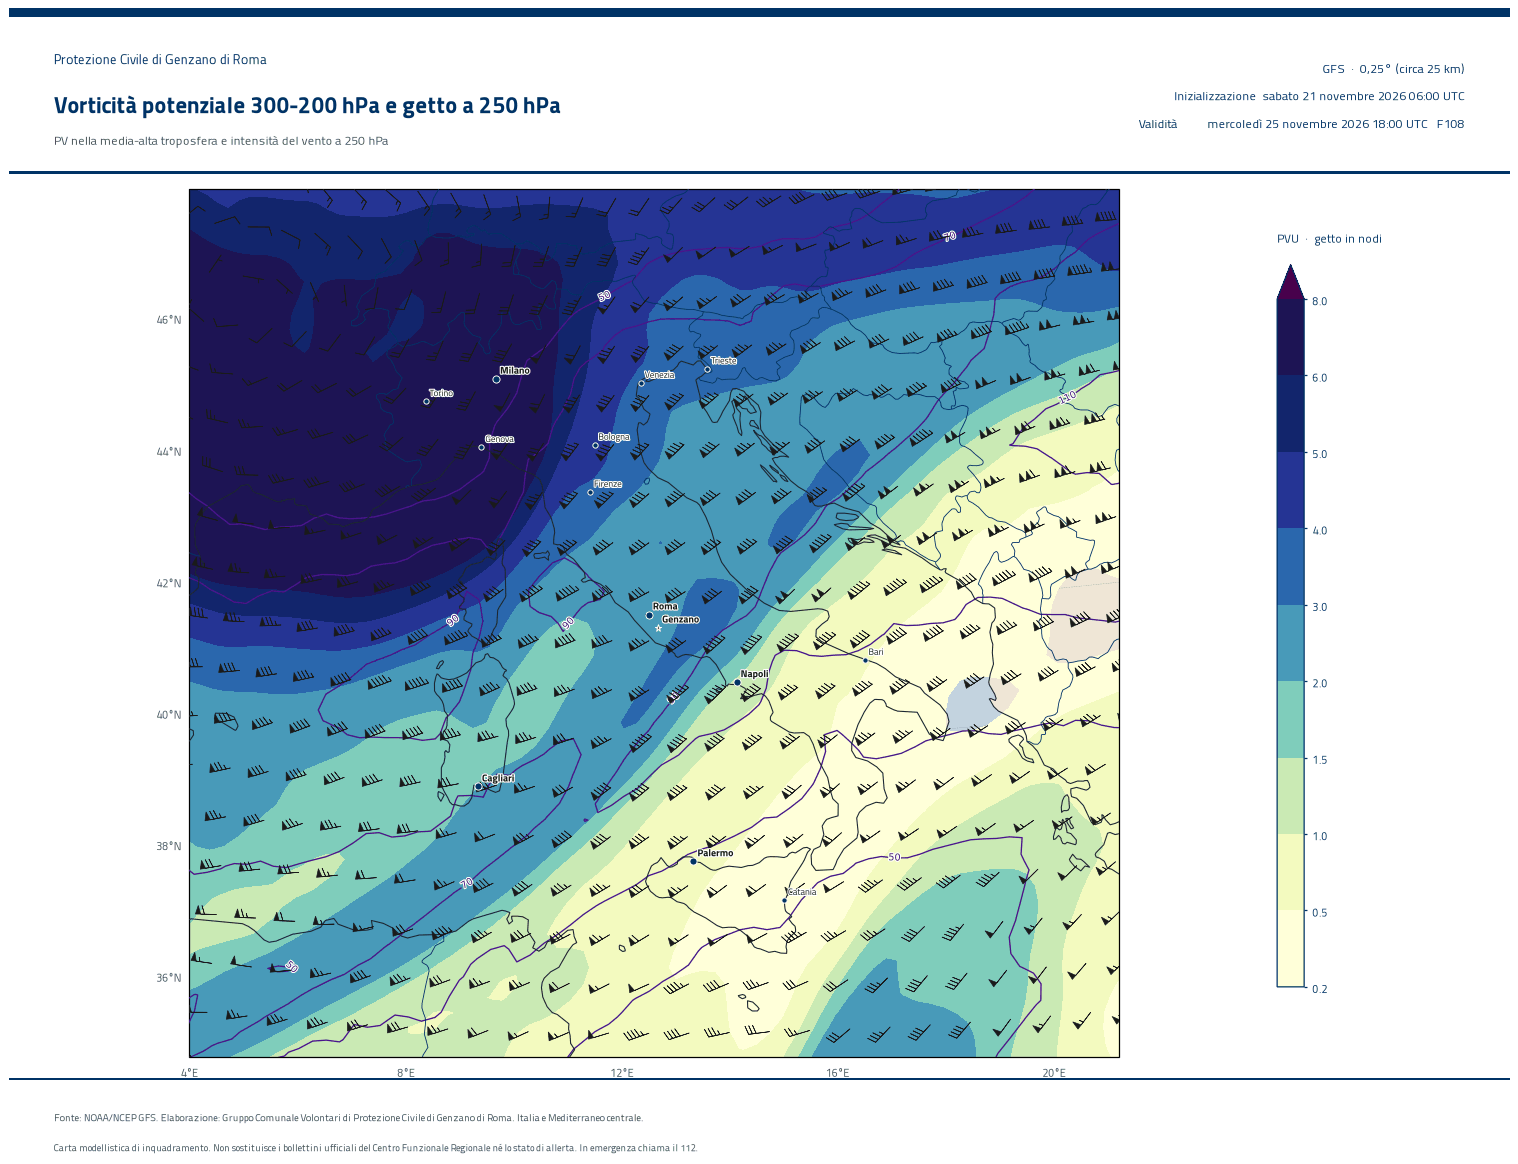 Protezione Civile di Genzano di Roma
Vorticità potenziale 300-200 hPa e getto a 250 hPa
PV nella media-alta troposfera e intensità del vento a 250 hPa
GFS · 0,25° (circa 25 km)
Inizializzazione sabato 21 novembre 2026 06:00 UTC
Validità mercoledì 25 novembre 2026 18:00 UTC F108
PVU · getto in nodi
8.0
6.0
5.0
4.0
3.0
2.0
1.5
1.0
0.5
0.2
46°N
44°N
42°N
40°N
38°N
36°N
4°E
8°E
12°E
16°E
20°E
70
50
110
90
90
70
50
50
Milano
Torino
Genova
Venezia
Trieste
Bologna
Firenze
Roma
Genzano
Napoli
Bari
Cagliari
Palermo
Catania
Fonte: NOAA/NCEP GFS. Elaborazione: Gruppo Comunale Volontari di Protezione Civile di Genzano di Roma. Italia e Mediterraneo centrale.
Carta modellistica di inquadramento. Non sostituisce i bollettini ufficiali del Centro Funzionale Regionale né lo stato di allerta. In emergenza chiama il 112.